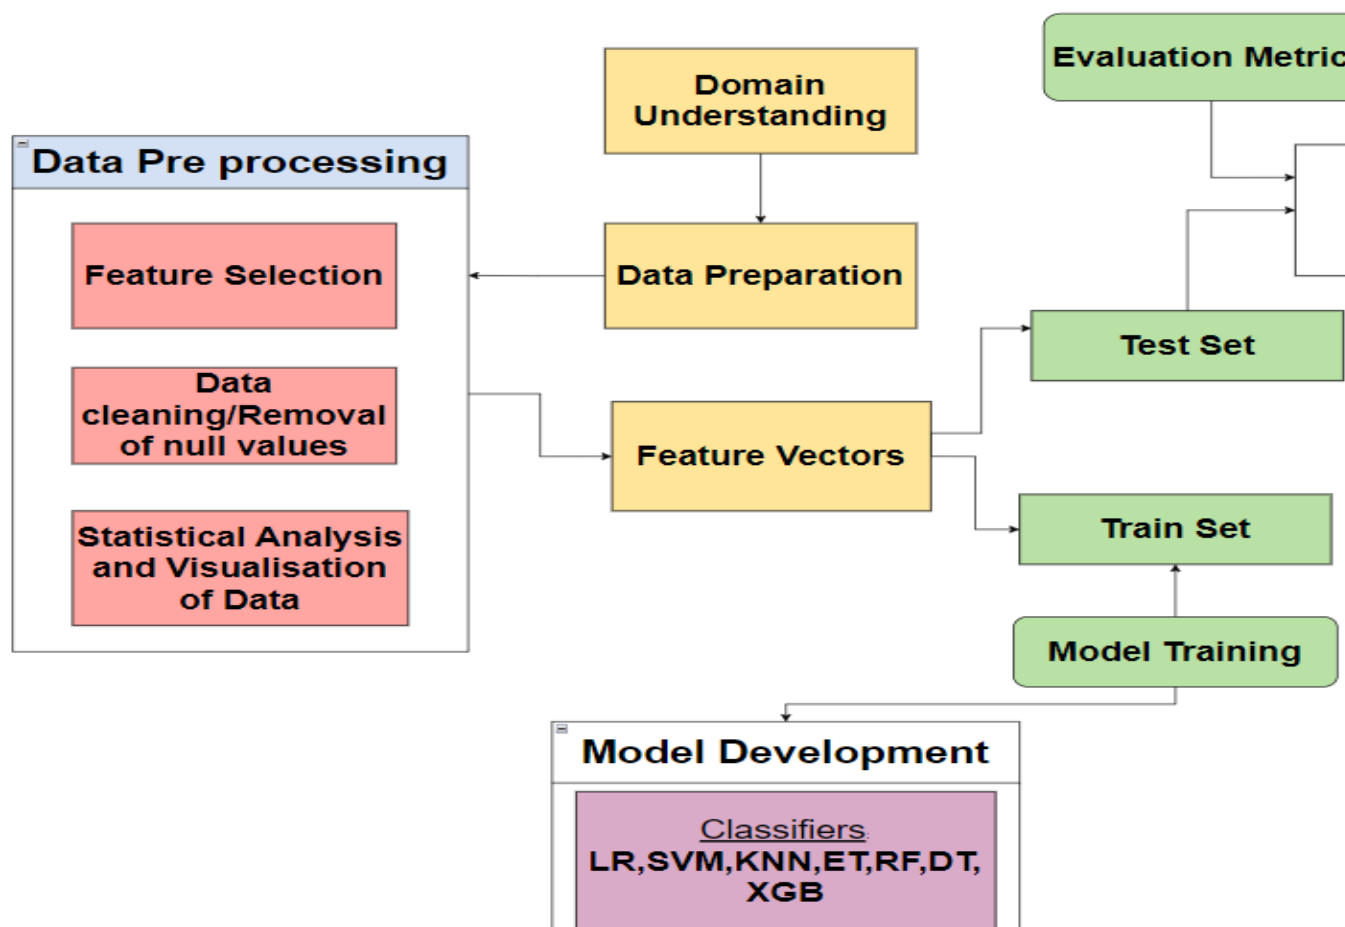 Domain
Understanding
Evaluation Metric
Data Pre processing
Feature Selection
Data
cleaning/Removal
of null values
Statistical Analysis
and Visualisation
of Data
Data Preparation
Feature Vectors
Test Set
Train Set
Model Training
Model Development
Classifiers
LR,SVM,KNN,ET,RF,DT,
XGB